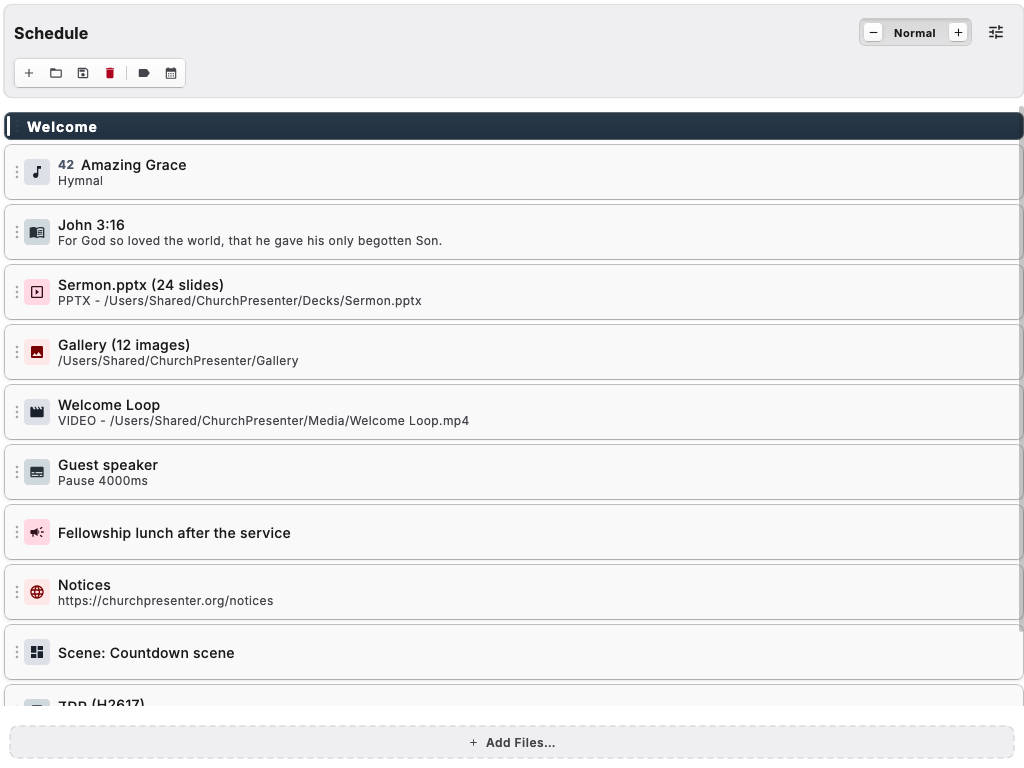 Schedule
Normal
Welcome
42 Amazing Grace
Hymnal
John 3:16
For God so loved the world, that he gave his only begotten Son.
Sermon.pptx (24 slides)
PPTX - /Users/Shared/ChurchPresenter/Decks/Sermon.pptx
Gallery (12 images)
/Users/Shared/ChurchPresenter/Gallery
Welcome Loop
VIDEO - /Users/Shared/ChurchPresenter/Media/Welcome Loop.mp4
Guest speaker
Pause 4000ms
Fellowship lunch after the service
Notices
https://churchpresenter.org/notices
Scene: Countdown scene
(H2617)
+ Add Files...